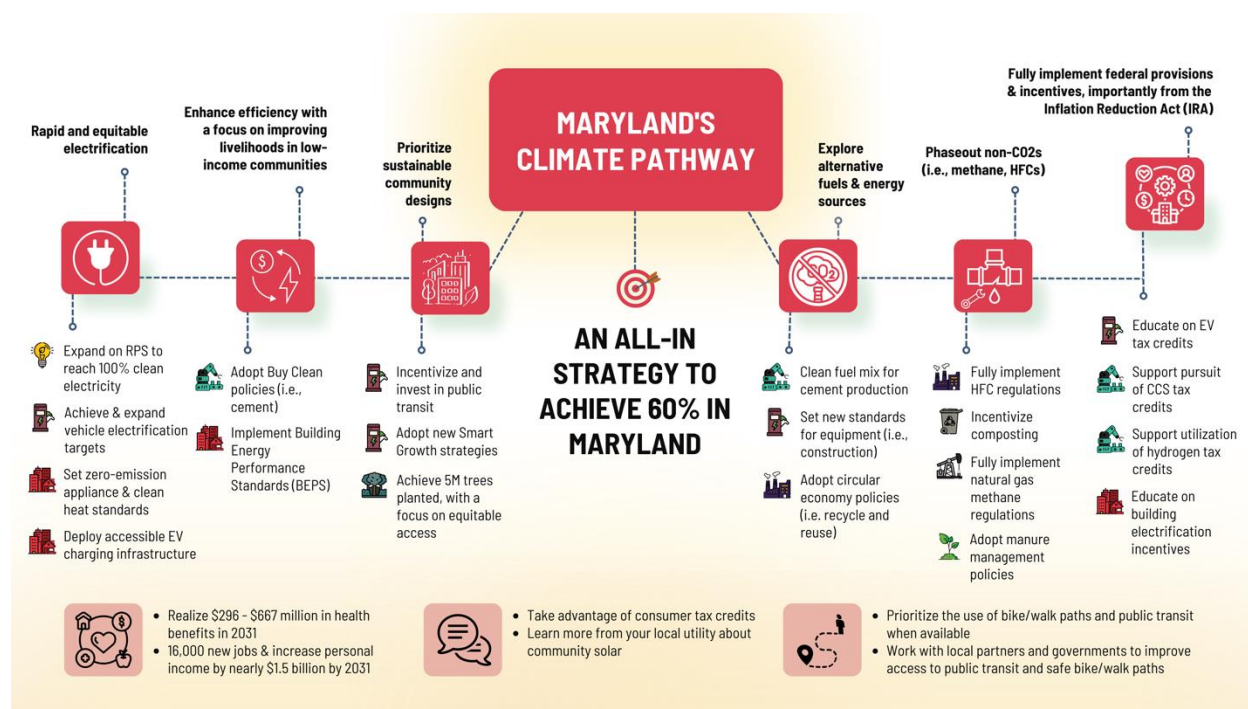 MARYLAND'S
CLIMATE PATHWAY
Rapid and equitable
electrification
Expand on RPS to
reach 100% clean
electricity
Achieve & expand
vehicle electrification
targets
Set zero-emission
appliance & clean
heat standards
Deploy accessible EV
charging infrastructure
Enhance efficiency with
a focus on improving
livelihoods in low-
income communities
$
Adopt Buy Clean
policies (i.e.,
cement)
Implement Building
Energy
Performance
Standards (BEPS)
Prioritize
sustainable
community
designs
Incentivize and
invest in public
transit
Adopt new Smart
Growth strategies
Achieve 5M trees
planted, with a
focus on equitable
access
AN ALL-IN
STRATEGY TO
ACHIEVE 60% IN
MARYLAND
Explore
alternative
fuels & energy
sources
CO2
Clean fuel mix for
cement production
Set new standards
for equipment (i.e.,
construction)
Adopt circular
economy policies
(i.e. recycle and
reuse)
Phaseout non-CO2s
(i.e., methane, HFCs)
Fully implement
HFC regulations
Incentivize
composting
Fully implement
natural gas
methane
regulations
Adopt manure
management
policies
Fully implement federal provisions
& incentives, importantly from the
Inflation Reduction Act (IRA)
$
Educate on EV
tax credits
Support pursuit
of CCS tax
credits
Support utilization
of hydrogen tax
credits
Educate on
building
electrification
incentives
$
• Realize $296 - $667 million in health
benefits in 2031
• 16,000 new jobs & increase personal
income by nearly $1.5 billion by 2031
• Take advantage of consumer tax credits
• Learn more from your local utility about
community solar
• Prioritize the use of bike/walk paths and public transit
when available
• Work with local partners and governments to improve
access to public transit and safe bike/walk paths